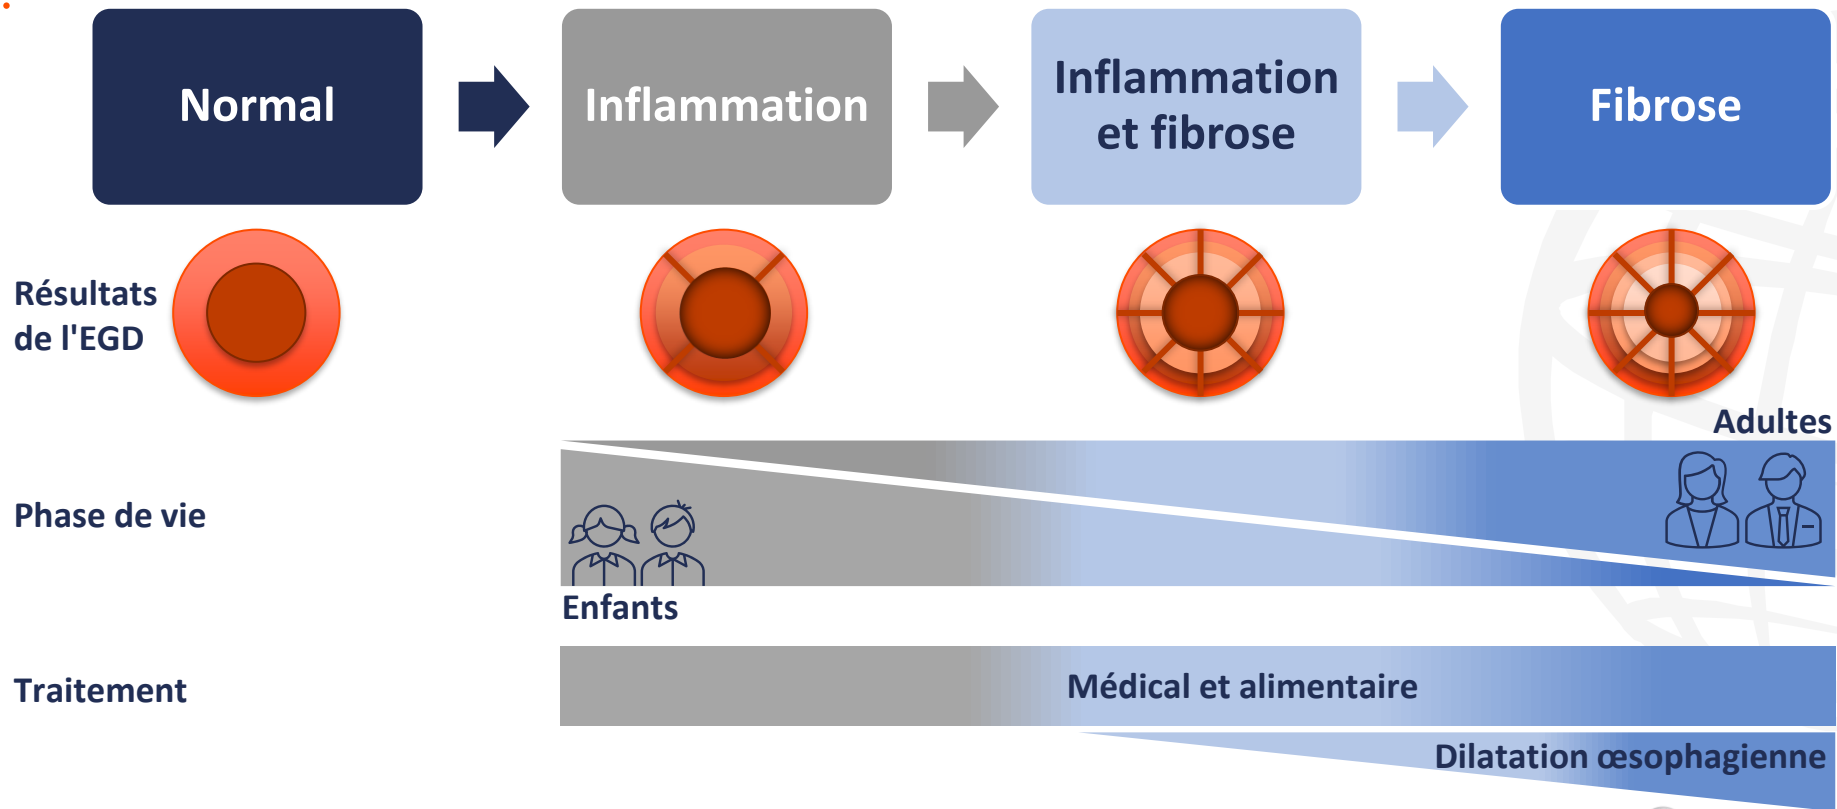 Normal
Inflammation
Inflammation
et fibrose
Fibrose
Résultats
de l'EGD
Adultes
Phase de vie
Enfants
Traitement
Médical et alimentaire
Dilatation œsophagienne